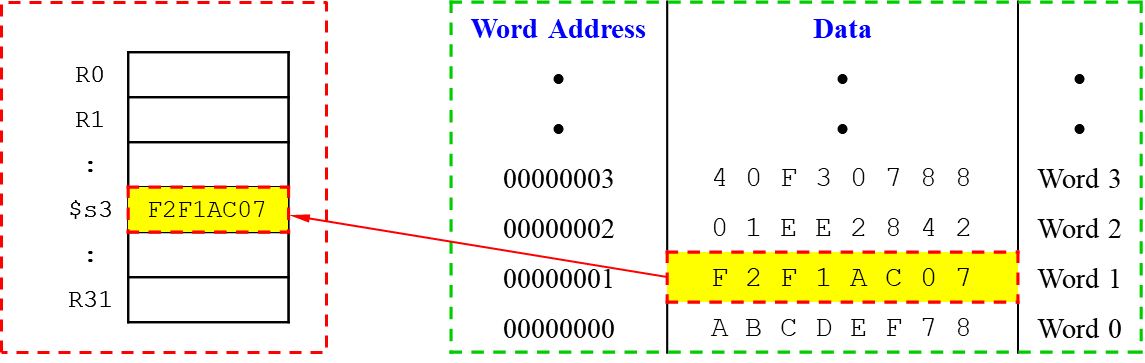 R0
R1
:
$s3 F2F1AC07
:
R31
Word Address Data
• • •
• • •
00000003 4 0 F 3 0 7 8 8 Word 3
00000002 0 1 E E 2 8 4 2 Word 2
00000001 F 2 F 1 A C 0 7 Word 1
00000000 A B C D E F 7 8 Word 0